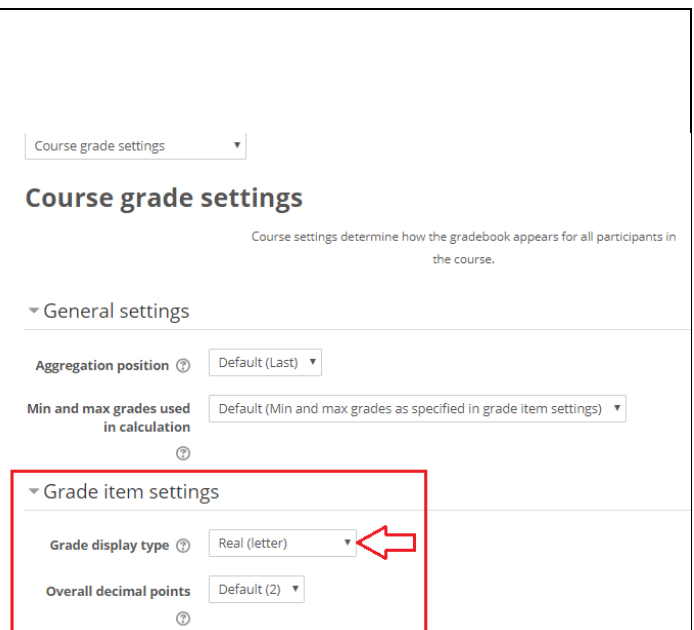 Course grade settings
Course grade settings
Course settings determine how the gradebook appears for all participants in
the course.
General settings
Aggregation position
Default (Last)
Min and max grades used
in calculation
Default (Min and max grades as specified in grade item settings)
Grade item settings
Grade display type
Real (letter)
Overall decimal points
Default (2)